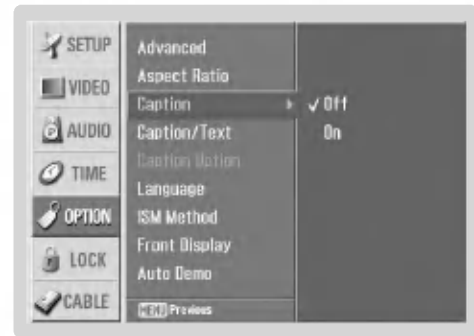 SETUP
VIDEO
AUDIO
TIME
OPTION
LOCK
CABLE
Advanced
Aspect Ratio
Caption
Caption/Text
Caption Option
Language
ISM Method
Front Display
Auto Demo
MENU Previous
✓ Off
On